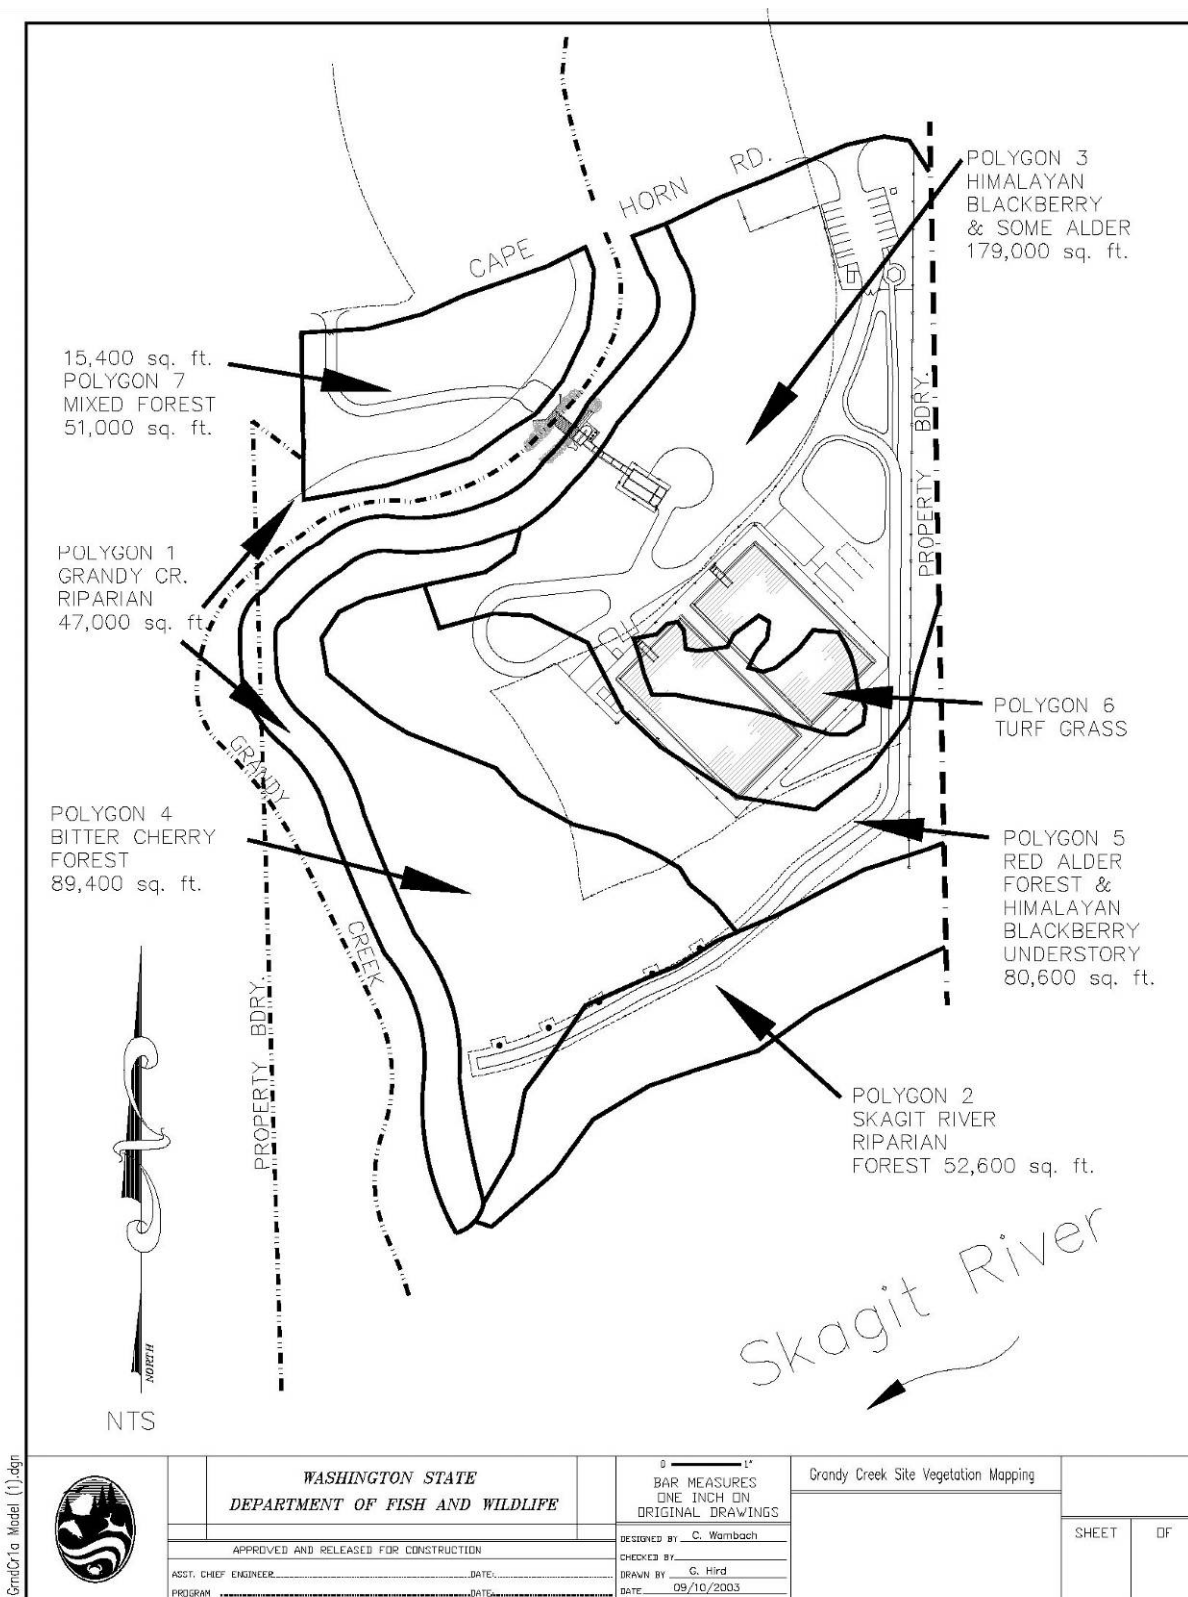 HORN RD.
CAPE
POLYGON 3
HIMALAYAN
BLACKBERRY
& SOME ALDER
179,000 sq. ft.
15,400 sq. ft.
POLYGON 7
MIXED FOREST
51,000 sq. ft.
PROPERTY BDRY.
POLYGON 1
GRANDY CR.
RIPARIAN
47,000 sq. ft.
POLYGON 6
TURF GRASS
GRANDY
CREEK
POLYGON 4
BITTER CHERRY
FOREST
89,400 sq. ft.
POLYGON 5
RED ALDER
FOREST &
HIMALAYAN
BLACKBERRY
UNDERSTORY
80,600 sq. ft.
PROPERTY BDRY.
POLYGON 2
SKAGIT RIVER
RIPARIAN
FOREST 52,600 sq. ft.
Skagit River
NORTH
NTS
GrndCr1a Model (1).dgn
WASHINGTON STATE
DEPARTMENT OF FISH AND WILDLIFE
APPROVED AND RELEASED FOR CONSTRUCTION
ASST. CHIEF ENGINEER DATE:
PROGRAM DATE:
0 1"
BAR MEASURES
ONE INCH ON
ORIGINAL DRAWINGS
DESIGNED BY C. Wambach
CHECKED BY
DRAWN BY G. Hird
DATE 09/10/2003
Grandy Creek Site Vegetation Mapping
SHEET OF